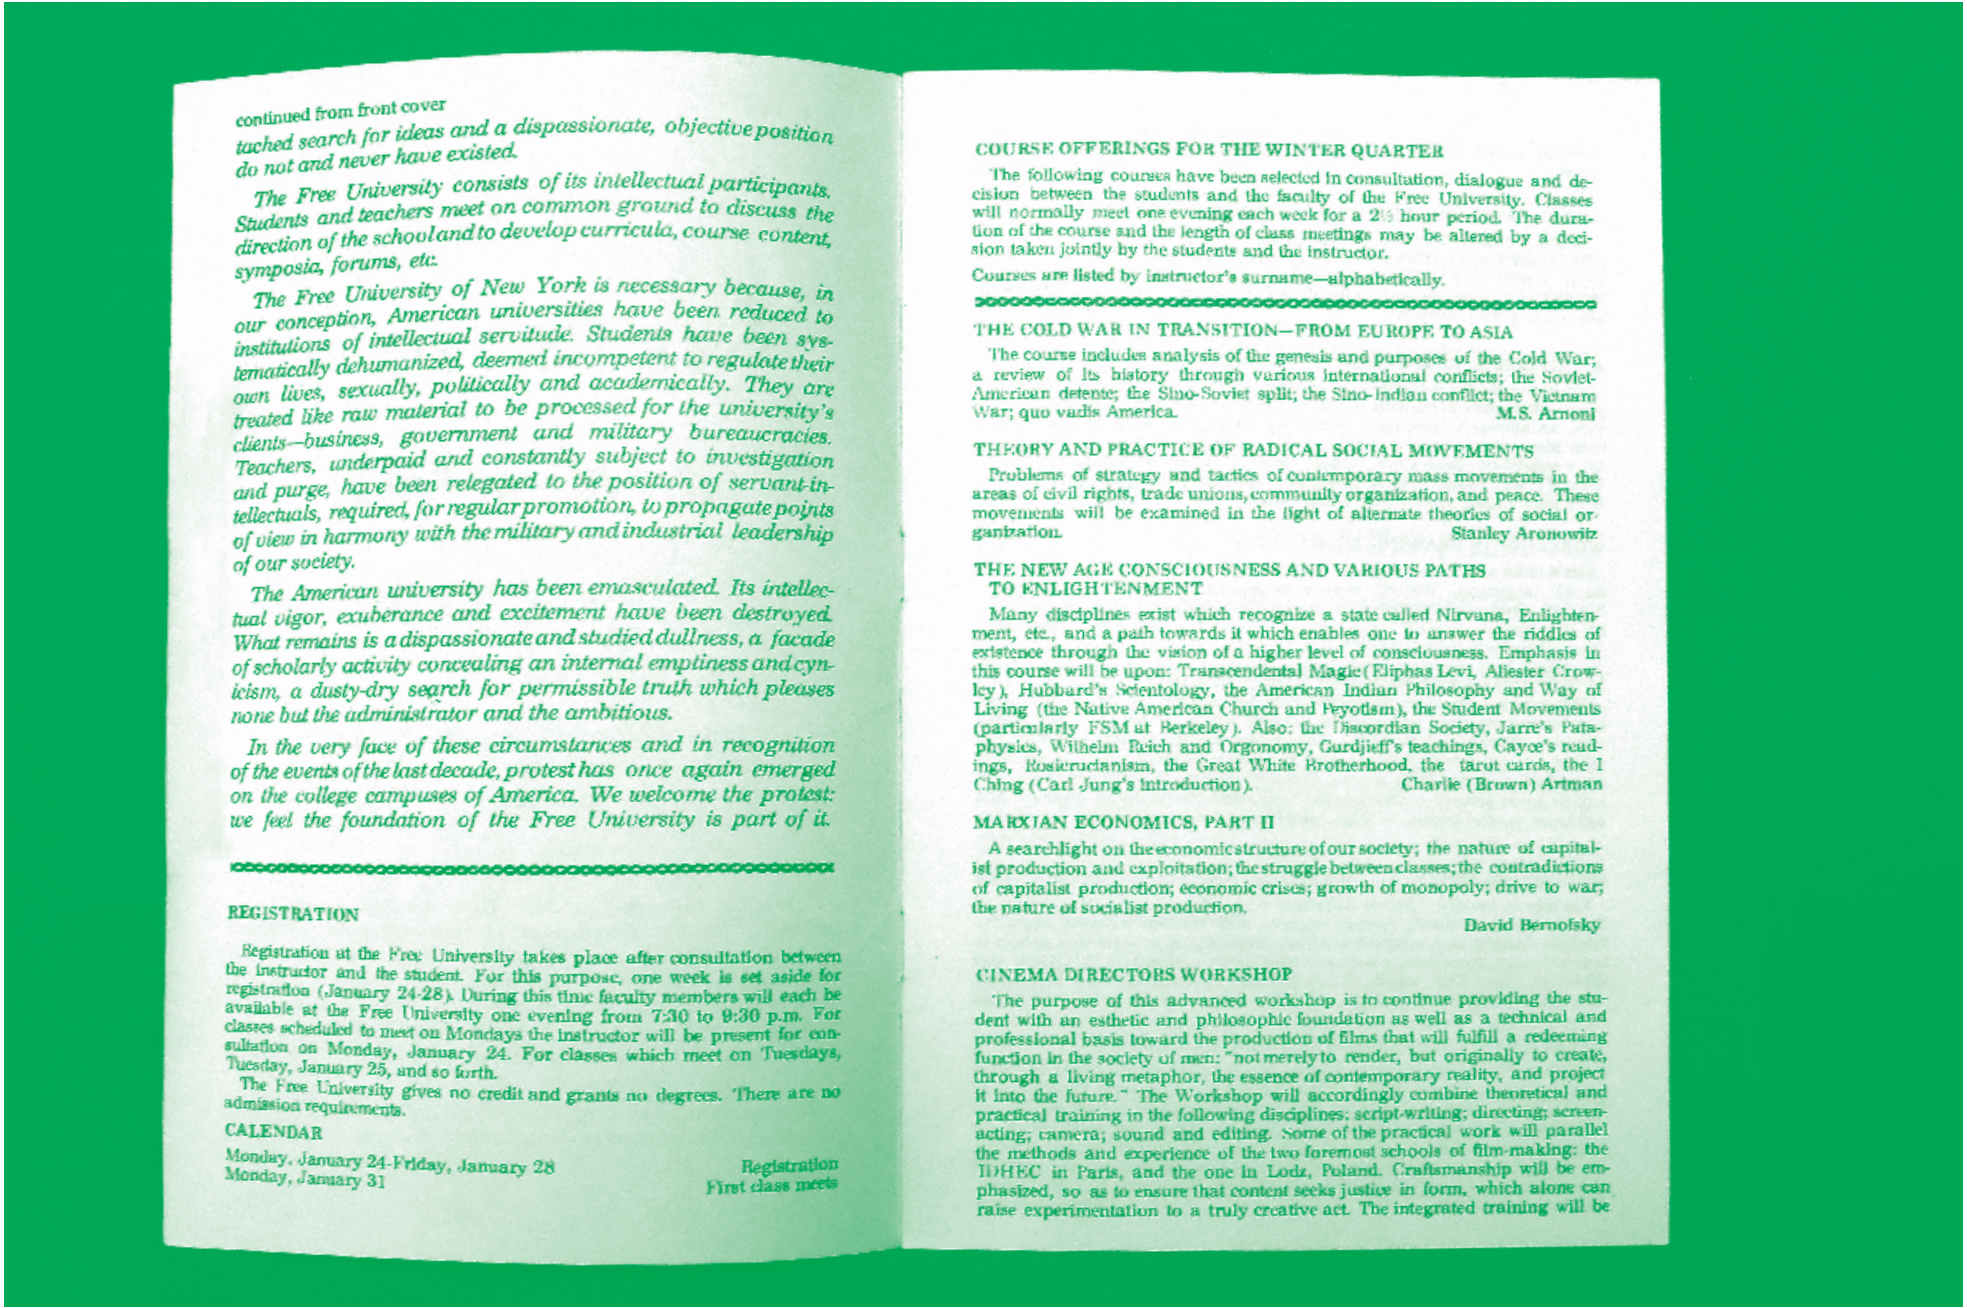 continued from front cover
tached search for ideas and a dispassionate, objective position
do not and never have existed.
The Free University consists of its intellectual participants.
Students and teachers meet on common ground to discuss the
direction of the school and to develop curricula, course content,
symposia, forums, etc.
The Free University of New York is necessary because, in
our conception, American universities have been reduced to
institutions of intellectual servitude. Students have been sys-
tematically dehumanized, deemed incompetent to regulate their
own lives, sexually, politically and academically. They are
treated like raw material to be processed for the university's
clients—business, government and military bureaucracies.
Teachers, underpaid and constantly subject to investigation
and purge, have been relegated to the position of servant-in-
tellectuals, required, for regular promotion, to propagate points
of view in harmony with the military and industrial leadership
of our society.
The American university has been emasculated. Its intellec-
tual vigor, exuberance and excitement have been destroyed.
What remains is a dispassionate and studied dullness, a facade
of scholarly activity concealing an internal emptiness and cyn-
icism, a dusty-dry search for permissible truth which pleases
none but the administrator and the ambitious.
In the very face of these circumstances and in recognition
of the events of the last decade, protest has once again emerged
on the college campuses of America. We welcome the protest:
we feel the foundation of the Free University is part of it.
REGISTRATION
Registration at the Free University takes place after consultation between
the instructor and the student. For this purpose, one week is set aside for
registration (January 24-28). During this time faculty members will each be
available at the Free University one evening from 7:30 to 9:30 p.m. For
classes scheduled to meet on Mondays the instructor will be present for con-
sultation on Monday, January 24. For classes which meet on Tuesdays,
Tuesday, January 25, and so forth.
The Free University gives no credit and grants no degrees. There are no
admission requirements.
CALENDAR
Monday, January 24-Friday, January 28 Registration
Monday, January 31 First class meets
COURSE OFFERINGS FOR THE WINTER QUARTER
The following courses have been selected in consultation, dialogue and de-
cision between the students and the faculty of the Free University. Classes
will normally meet one evening each week for a 2½ hour period. The dura-
tion of the course and the length of class meetings may be altered by a deci-
sion taken jointly by the students and the instructor.
Courses are listed by instructor's surname—alphabetically.
THE COLD WAR IN TRANSITION—FROM EUROPE TO ASIA
The course includes analysis of the genesis and purposes of the Cold War;
a review of its history through various international conflicts; the Soviet-
American detente; the Sino-Soviet split; the Sino-Indian conflict; the Vietnam
War; quo vadis America. M.S. Arnoni
THEORY AND PRACTICE OF RADICAL SOCIAL MOVEMENTS
Problems of strategy and tactics of contemporary mass movements in the
areas of civil rights, trade unions, community organization, and peace. These
movements will be examined in the light of alternate theories of social or-
ganization. Stanley Aronowitz
THE NEW AGE CONSCIOUSNESS AND VARIOUS PATHS
TO ENLIGHTENMENT
Many disciplines exist which recognize a state called Nirvana, Enlighten-
ment, etc., and a path towards it which enables one to answer the riddles of
existence through the vision of a higher level of consciousness. Emphasis in
this course will be upon: Transcendental Magic (Eliphas Levi, Aliester Crow-
ley), Hubbard's Scientology, the American Indian Philosophy and Way of
Living (the Native American Church and Peyotism), the Student Movements
(particularly FSM at Berkeley). Also: the Discordian Society, Jarre's Pata-
physics, Wilhelm Reich and Orgonomy, Gurdjieff's teachings, Cayce's read-
ings, Rosicrucianism, the Great White Brotherhood, the tarot cards, the I
Ching (Carl Jung's introduction). Charlie (Brown) Artman
MARXIAN ECONOMICS, PART II
A searchlight on the economic structure of our society; the nature of capital-
ist production and exploitation; the struggle between classes; the contradictions
of capitalist production; economic crises; growth of monopoly; drive to war;
the nature of socialist production.
David Bernofsky
CINEMA DIRECTORS WORKSHOP
The purpose of this advanced workshop is to continue providing the stu-
dent with an esthetic and philosophic foundation as well as a technical and
professional basis toward the production of films that will fulfill a redeeming
function in the society of men: "not merely to render, but originally to create,
through a living metaphor, the essence of contemporary reality, and project
it into the future." The Workshop will accordingly combine theoretical and
practical training in the following disciplines: script-writing; directing; screen-
acting; camera; sound and editing. Some of the practical work will parallel
the methods and experience of the two foremost schools of film-making: the
IDHEC in Paris, and the one in Lodz, Poland. Craftsmanship will be em-
phasized, so as to ensure that content seeks justice in form, which alone can
raise experimentation to a truly creative act. The integrated training will be